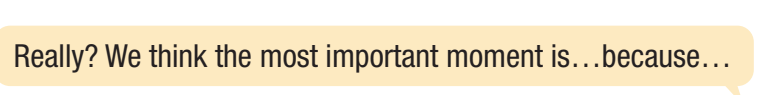 Really? We think the most important moment is…because…